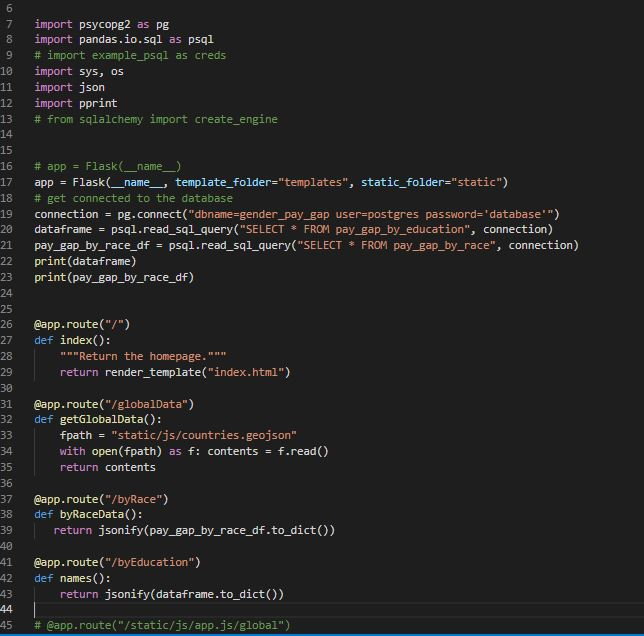 6
7 import psycopg2 as pg
8 import pandas.io.sql as psql
9 # import example_psql as creds
10 import sys, os
11 import json
12 import pprint
13 # from sqlalchemy import create_engine
14
15
16 # app = Flask(__name__)
17 app = Flask(__name__, template_folder="templates", static_folder="static")
18 # get connected to the database
19 connection = pg.connect("dbname=gender_pay_gap user=postgres password='database'")
20 dataframe = psql.read_sql_query("SELECT * FROM pay_gap_by_education", connection)
21 pay_gap_by_race_df = psql.read_sql_query("SELECT * FROM pay_gap_by_race", connection)
22 print(dataframe)
23 print(pay_gap_by_race_df)
24
25
26 @app.route("/")
27 def index():
28     """Return the homepage."""
29     return render_template("index.html")
30
31 @app.route("/globalData")
32 def getGlobalData():
33     fpath = "static/js/countries.geojson"
34     with open(fpath) as f: contents = f.read()
35     return contents
36
37 @app.route("/byRace")
38 def byRaceData():
39    return jsonify(pay_gap_by_race_df.to_dict())
40
41 @app.route("/byEducation")
42 def names():
43     return jsonify(dataframe.to_dict())
44
45 # @app.route("/static/js/app.js/global")